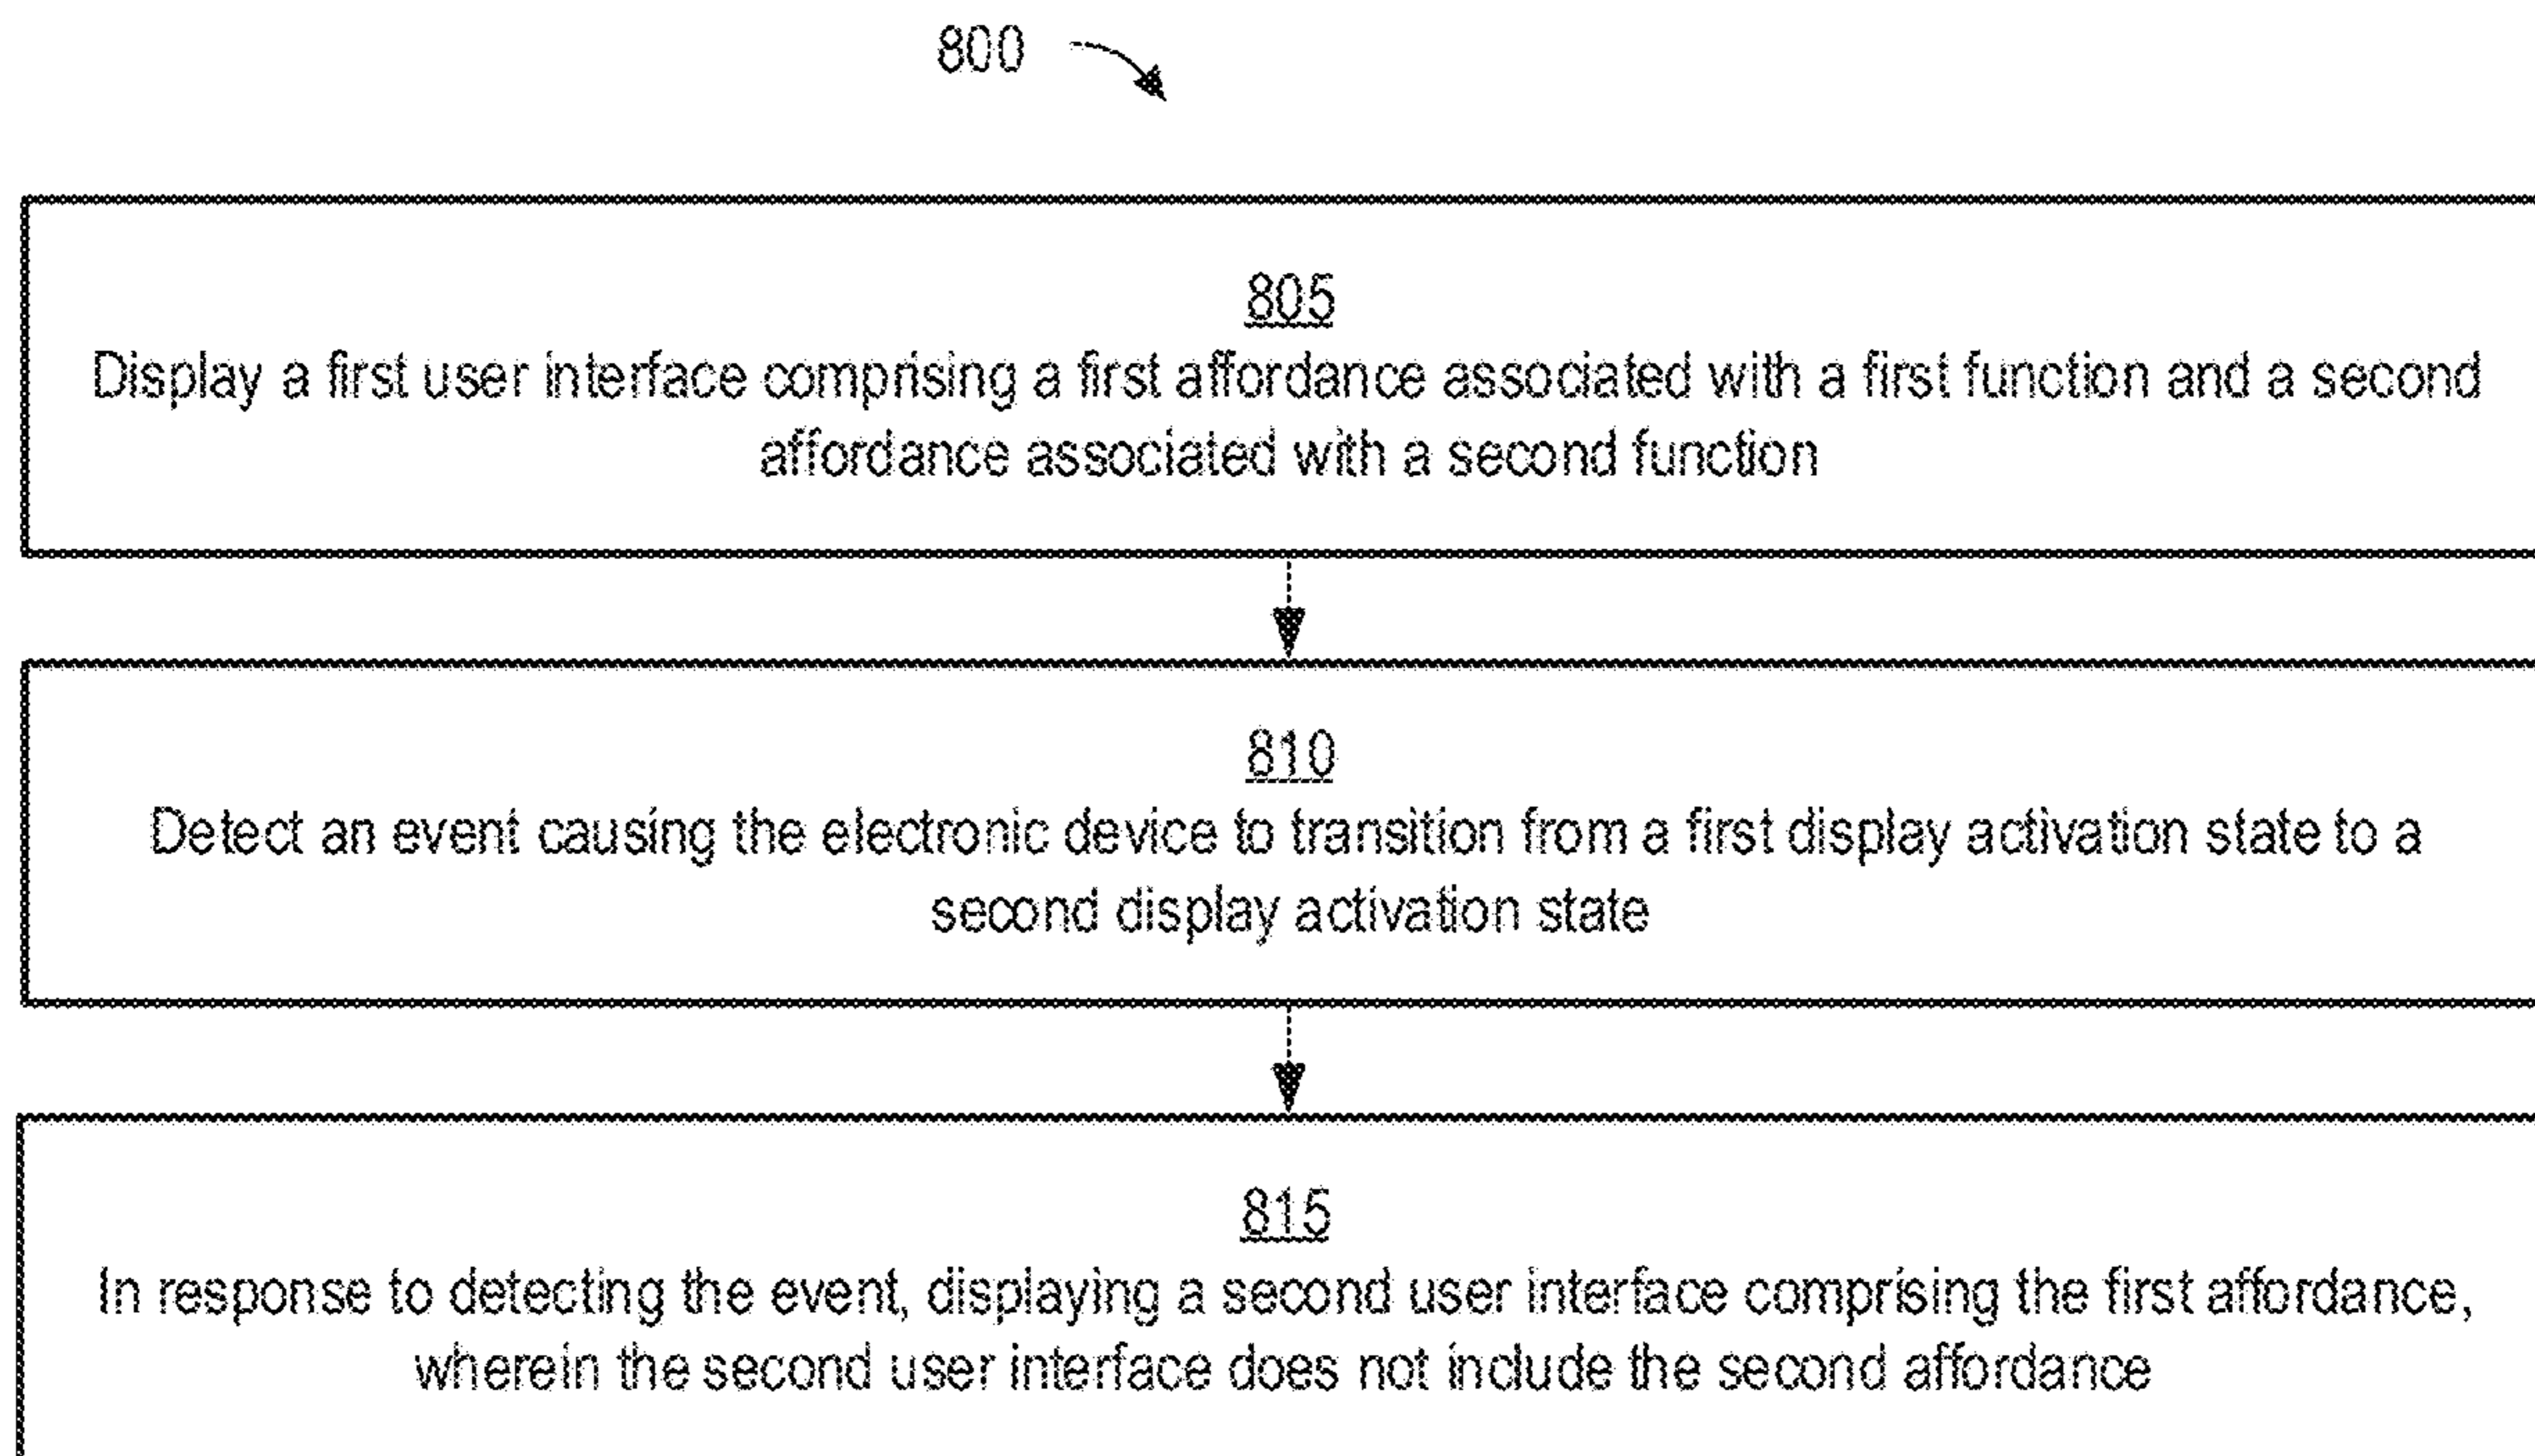 800
805
Display a first user interface comprising a first affordance associated with a first function and a second
affordance associated with a second function
810
Detect an event causing the electronic device to transition from a first display activation state to a
second display activation state
815
In response to detecting the event, displaying a second user interface comprising the first affordance,
wherein the second user interface does not include the second affordance